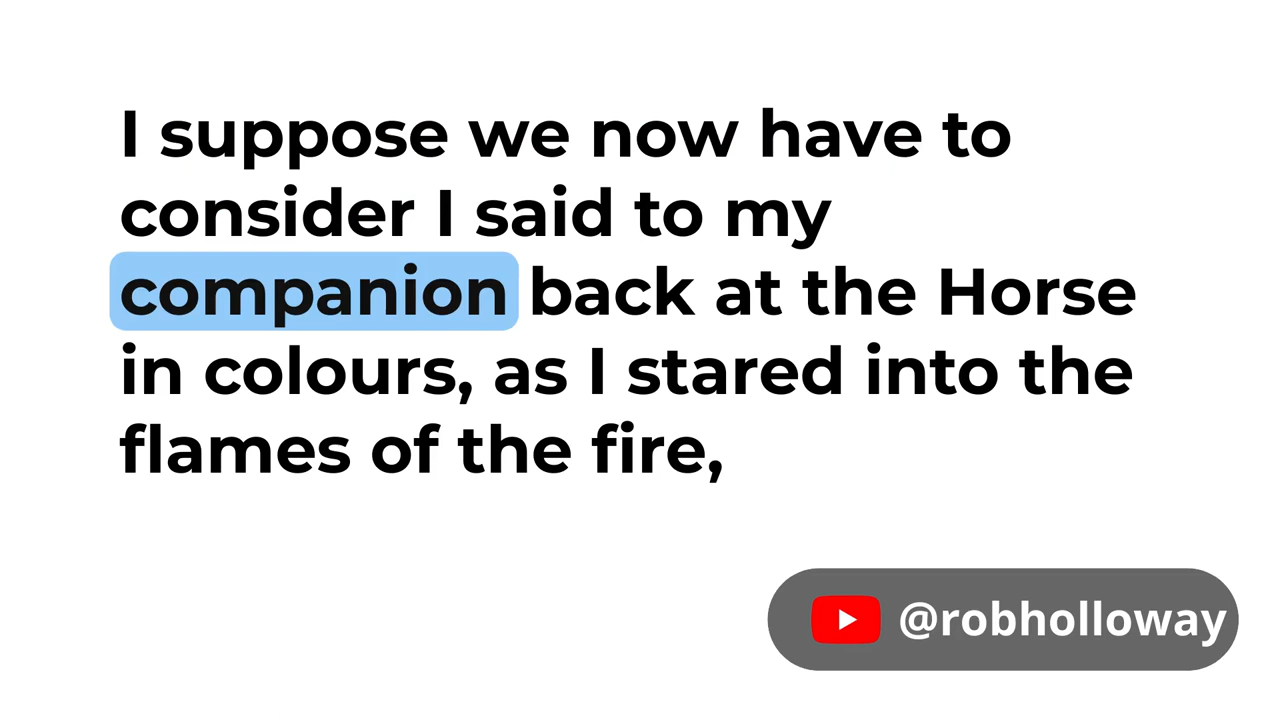 I suppose we now have to
consider I said to my
companion back at the Horse
in colours, as I stared into the
flames of the fire,
@robholloway